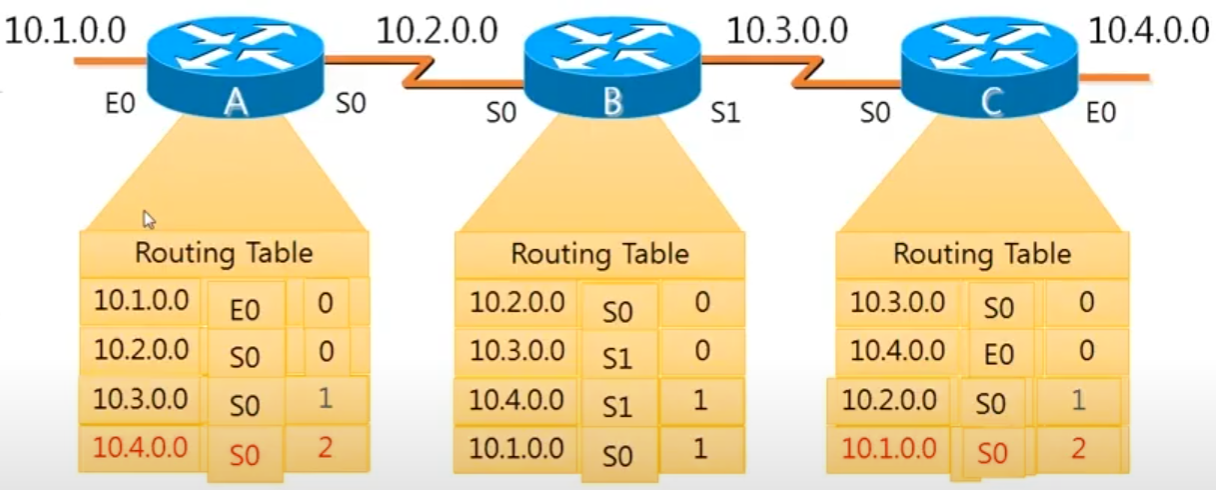 10.1.0.0 10.2.0.0 10.3.0.0 10.4.0.0
E0 A S0 S0 B S1 S0 C E0
Routing Table
10.1.0.0 E0 0
10.2.0.0 S0 0
10.3.0.0 S0 1
10.4.0.0 S0 2
Routing Table
10.2.0.0 S0 0
10.3.0.0 S1 0
10.4.0.0 S1 1
10.1.0.0 S0 1
Routing Table
10.3.0.0 S0 0
10.4.0.0 E0 0
10.2.0.0 S0 1
10.1.0.0 S0 2